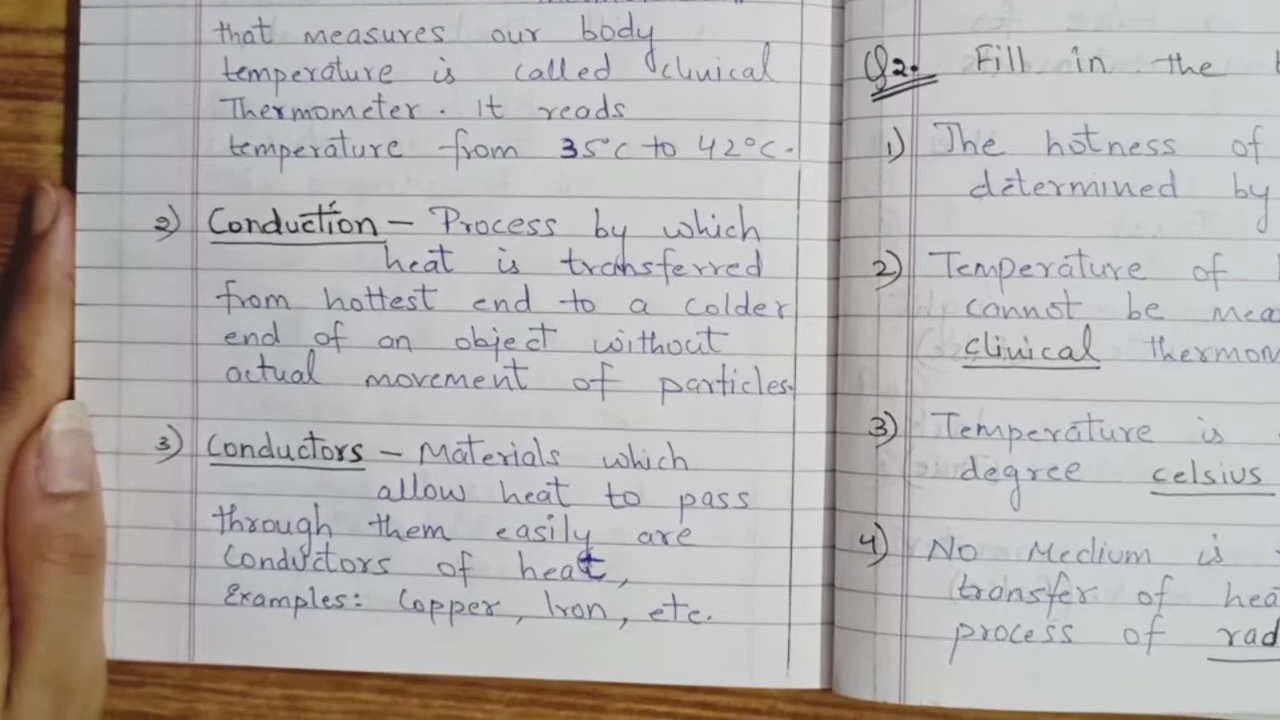 that measures our body
temperature is called clinical
Thermometer. It reads
temperature from 35°C to 42°C.
2) Conduction - Process by which
heat is transferred
from hottest end to a colder
end of an object without
actual movement of particles.
3) Conductors - Materials which
allow heat to pass
through them easily are
conductors of heat,
Examples: Copper, Iron, etc.
Q2. Fill in the
1) The hotness of
determined by
2) Temperature of
cannot be mea
clinical thermom
3) Temperature is
degree celsius
4) No Medium is
transfer of hea
process of rad